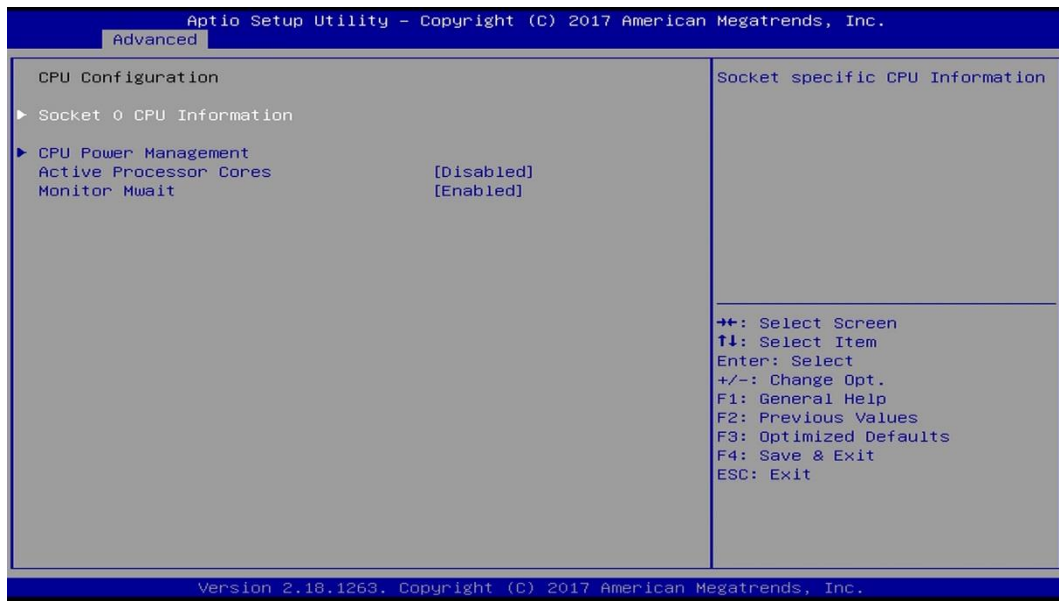 Aptio Setup Utility – Copyright (C) 2017 American Megatrends, Inc.
Advanced
CPU Configuration
Socket 0 CPU Information
CPU Power Management
Active Processor Cores [Disabled]
Monitor Mwait [Enabled]
Socket specific CPU Information
→←: Select Screen
↑↓: Select Item
Enter: Select
+/-: Change Opt.
F1: General Help
F2: Previous Values
F3: Optimized Defaults
F4: Save & Exit
ESC: Exit
Version 2.18.1263. Copyright (C) 2017 American Megatrends, Inc.